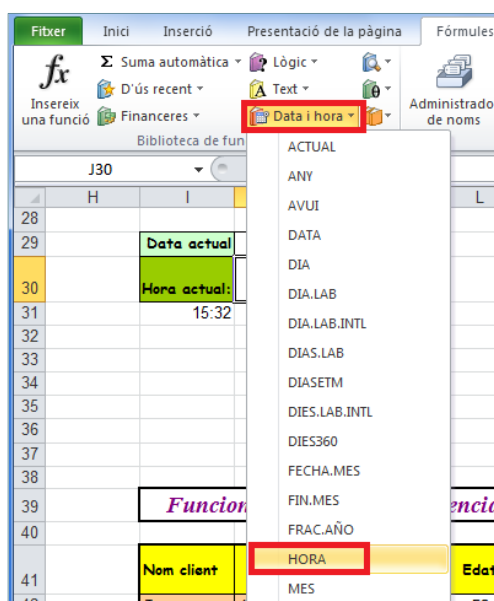 Fitxer Inici Inserció Presentació de la pàgina Fórmules
fx
Σ Suma automàtica
D'ús recent
Financeres
Lògic
Text
Data i hora
Insereix
una funció
Administrado
de noms
Biblioteca de fun
J30
H I L
28
29 Data actual
30 Hora actual:
31 15:32
32
33
34
35
36
37
38
39 Funcion encia
40
41 Nom client Edat
ACTUAL
ANY
AVUI
DATA
DIA
DIA.LAB
DIA.LAB.INTL
DIAS.LAB
DIASETM
DIES.LAB.INTL
DIES360
FECHA.MES
FIN.MES
FRAC.AÑO
HORA
MES